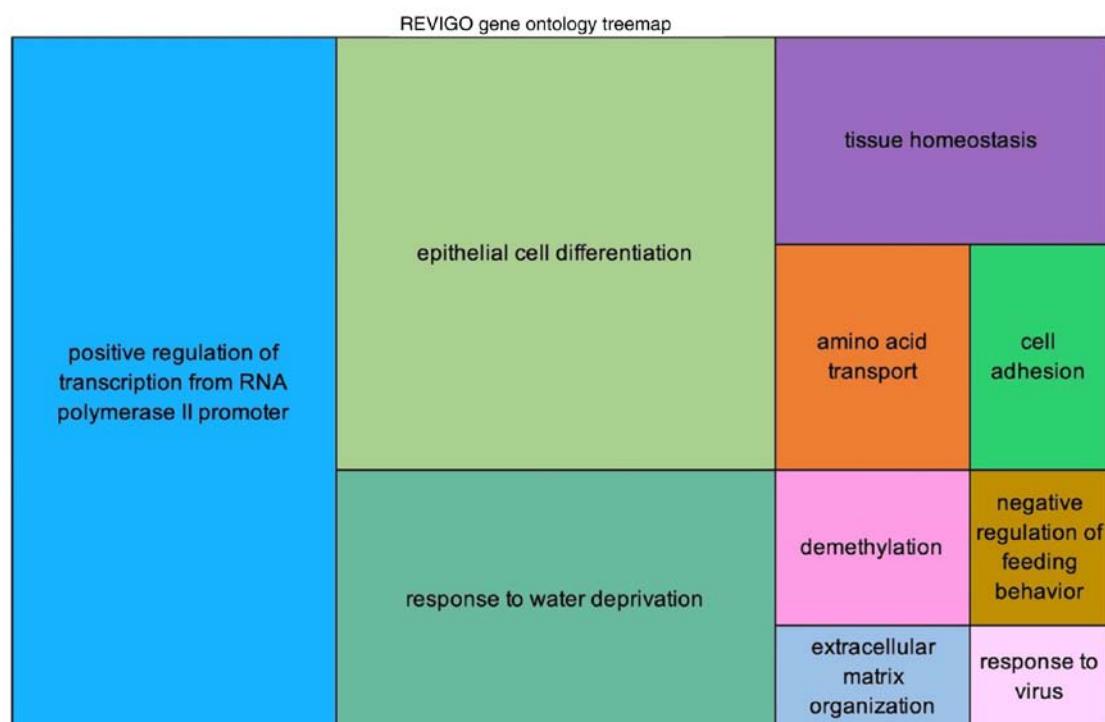 REVIGO gene ontology treemap
positive regulation of
transcription from RNA
polymerase II promoter
epithelial cell differentiation
response to water deprivation
tissue homeostasis
amino acid
transport
cell
adhesion
demethylation
negative
regulation of
feeding
behavior
extracellular
matrix
organization
response to
virus